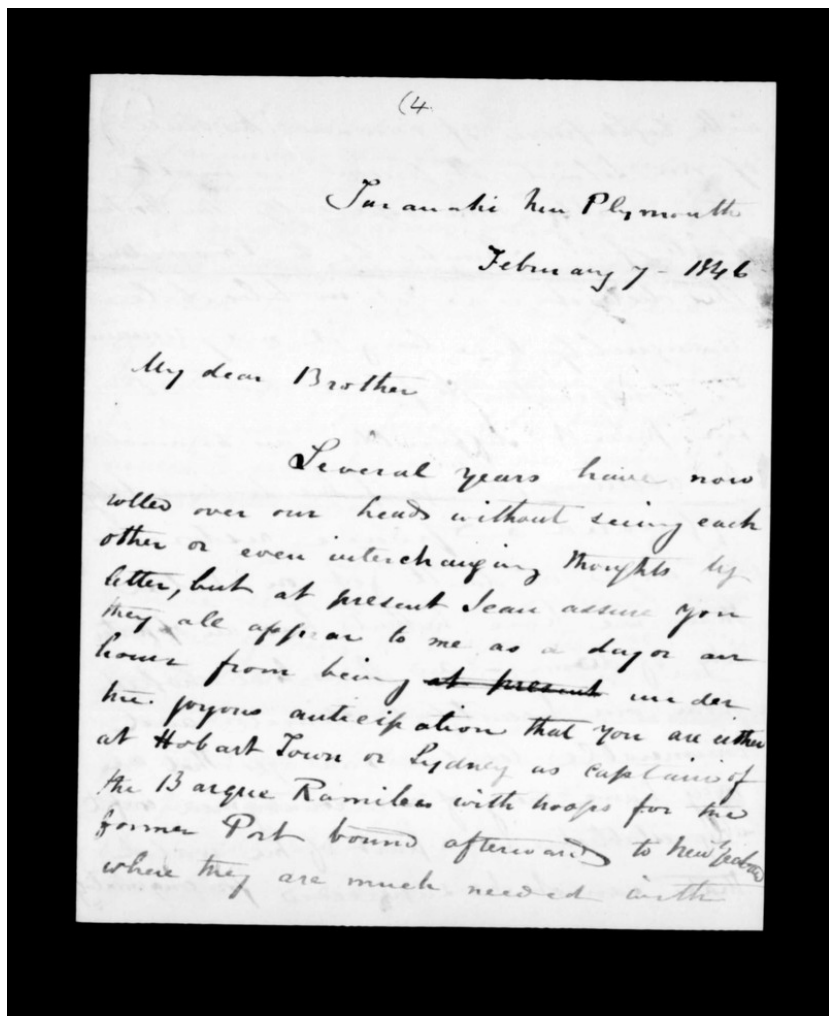 (4
Taranaki New Plymouth
February 7 - 1846
My dear Brother
Several years have now
rolled over our heads without seeing each
other or even interchanging thoughts by
letter, but at present I can assure you
they all appear to me as a day or an
hour from being at present under
the joyous anticipation that you are either
at Hobart Town or Sydney as captain of
the Barque Ramilies with troops for the
former Port bound afterwards to New Zealand
where they are much needed with